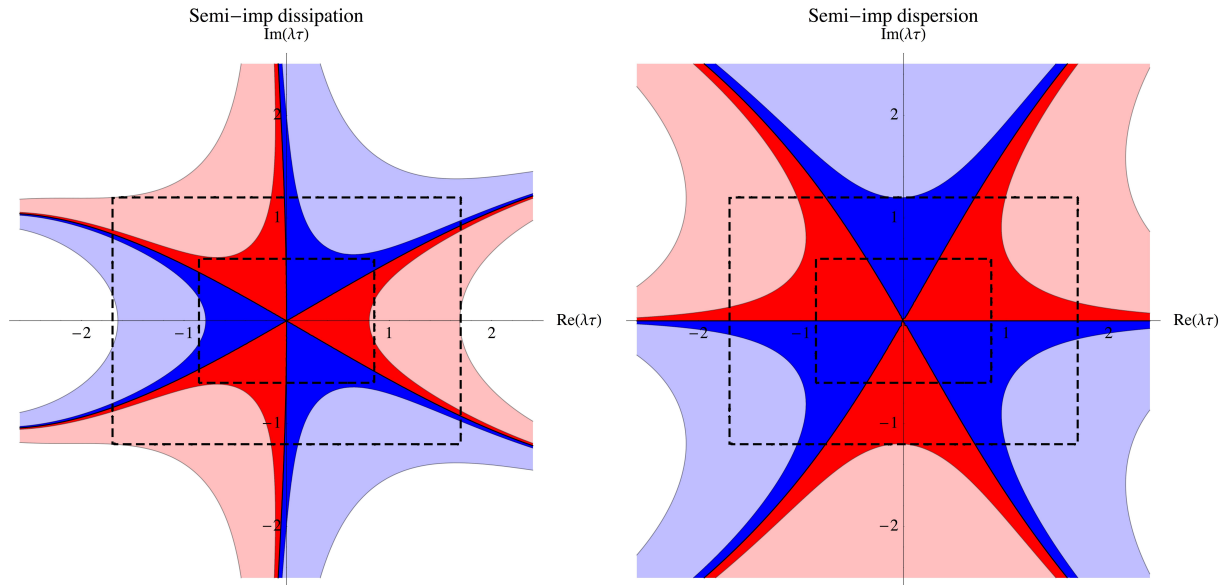 Semi−imp dissipation
Im(λτ)
2
1
−2
−1
1
2
Re(λτ)
−1
−2
Semi−imp dispersion
Im(λτ)
2
1
−2
−1
1
2
Re(λτ)
−1
−2